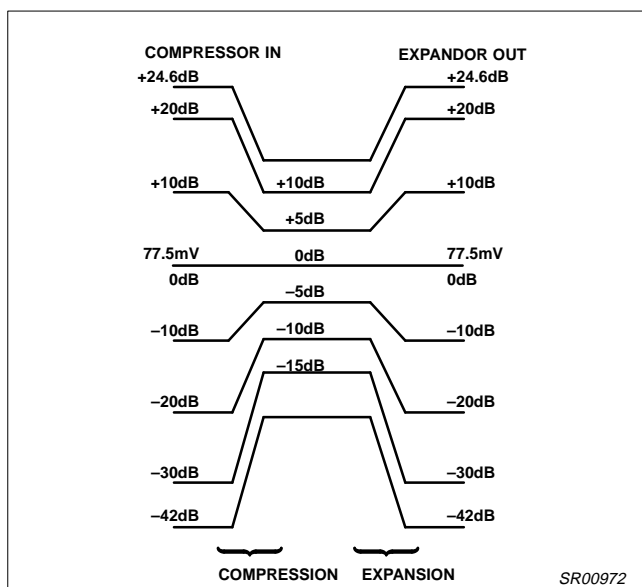 COMPRESSOR IN EXPANDOR OUT
+24.6dB +24.6dB
+20dB +20dB
+10dB +10dB +10dB
+5dB
77.5mV 0dB 77.5mV
0dB 0dB
–5dB
–10dB –10dB –10dB
–15dB
–20dB –20dB
–30dB –30dB
–42dB –42dB
COMPRESSION EXPANSION
SR00972